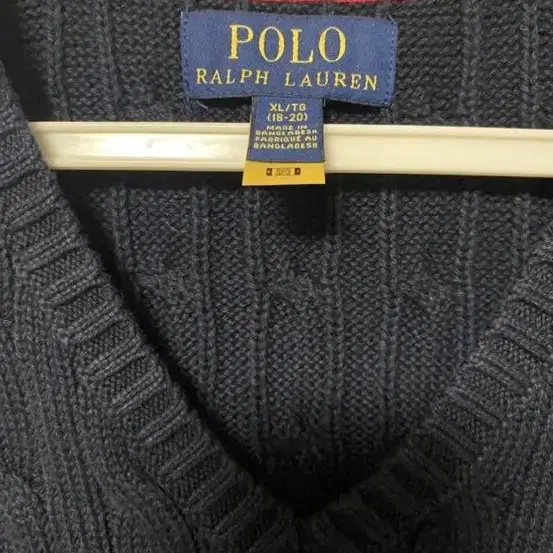 POLO
RALPH LAUREN
XL/TG
(18-20)
MADE IN
BANGLADESH
FABRIQUÉ AU
BANGLADESH